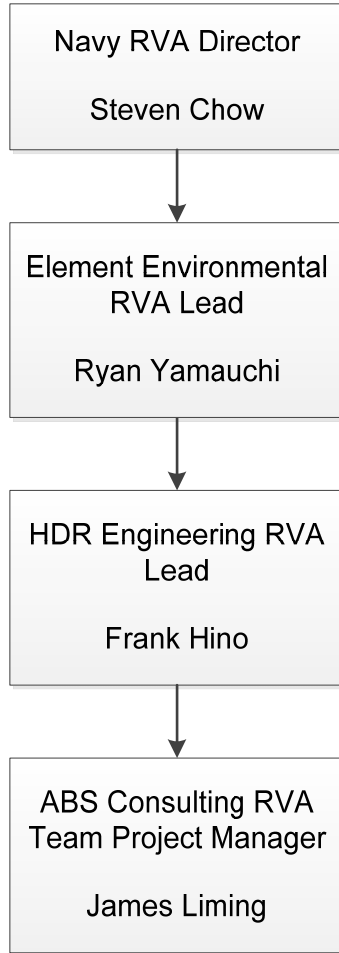 Navy RVA Director
Steven Chow
Element Environmental
RVA Lead
Ryan Yamauchi
HDR Engineering RVA
Lead
Frank Hino
ABS Consulting RVA
Team Project Manager
James Liming